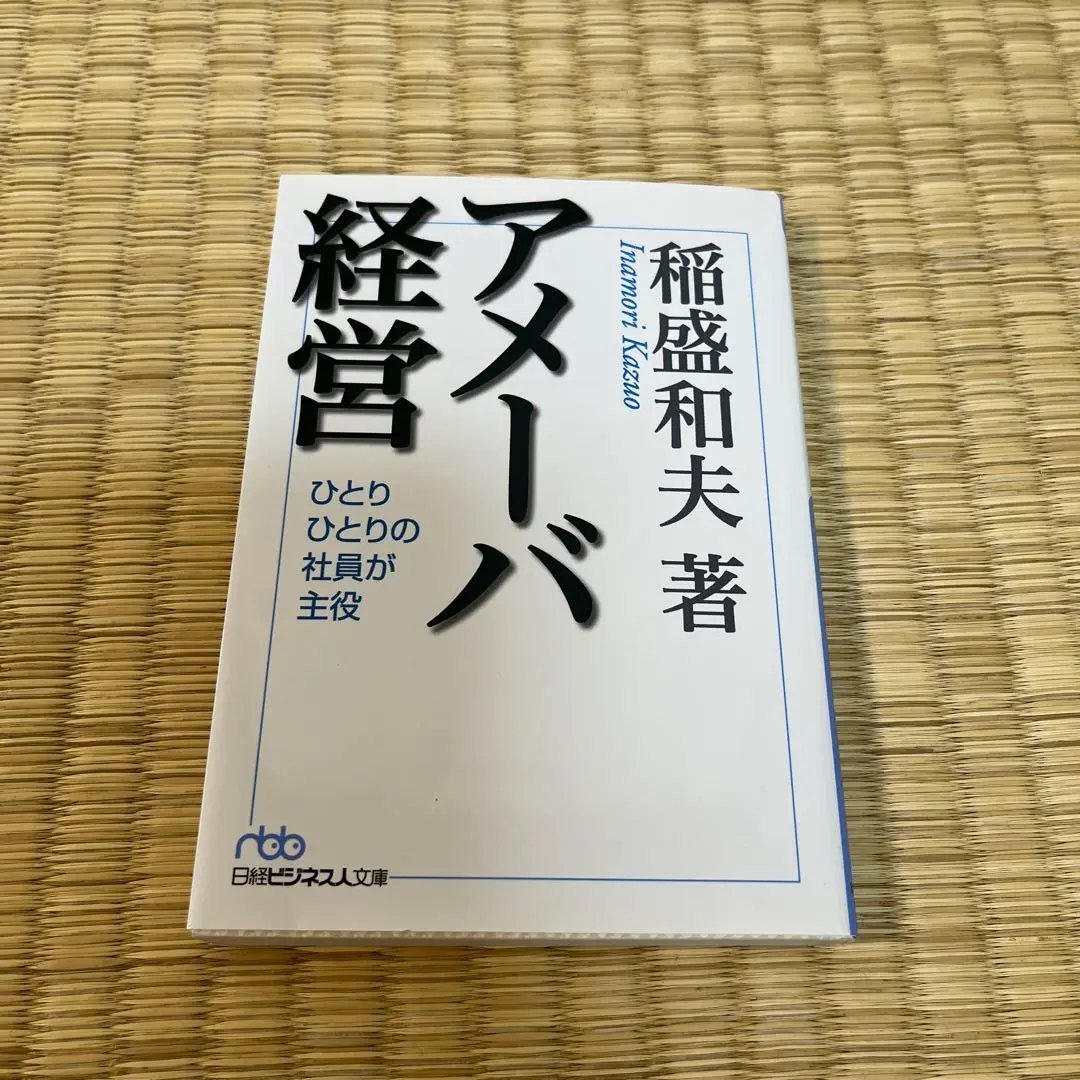 稲盛和夫 著
Inamori Kazuo
アメーバ
経営
ひとり
ひとりの
社員が
主役
nbb
日経ビジネス人文庫